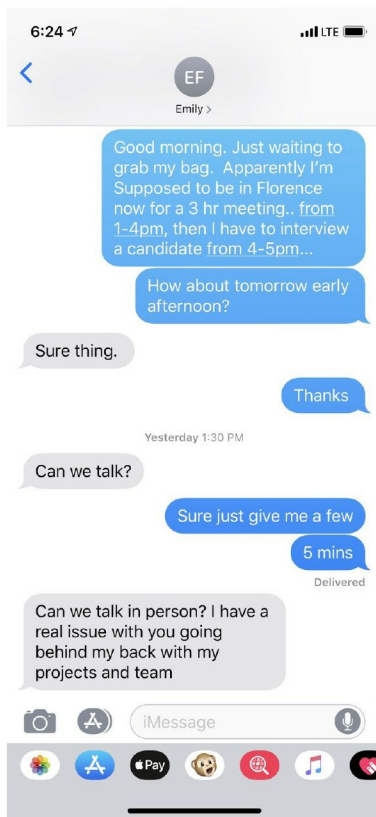 6:24
LTE
EF
Emily >
Good morning. Just waiting to
grab my bag.  Apparently I'm
Supposed to be in Florence
now for a 3 hr meeting.. from
1-4pm, then I have to interview
a candidate from 4-5pm...
How about tomorrow early
afternoon?
Sure thing.
Thanks
Yesterday 1:30 PM
Can we talk?
Sure just give me a few
5 mins
Delivered
Can we talk in person? I have a
real issue with you going
behind my back with my
projects and team
iMessage
Pay